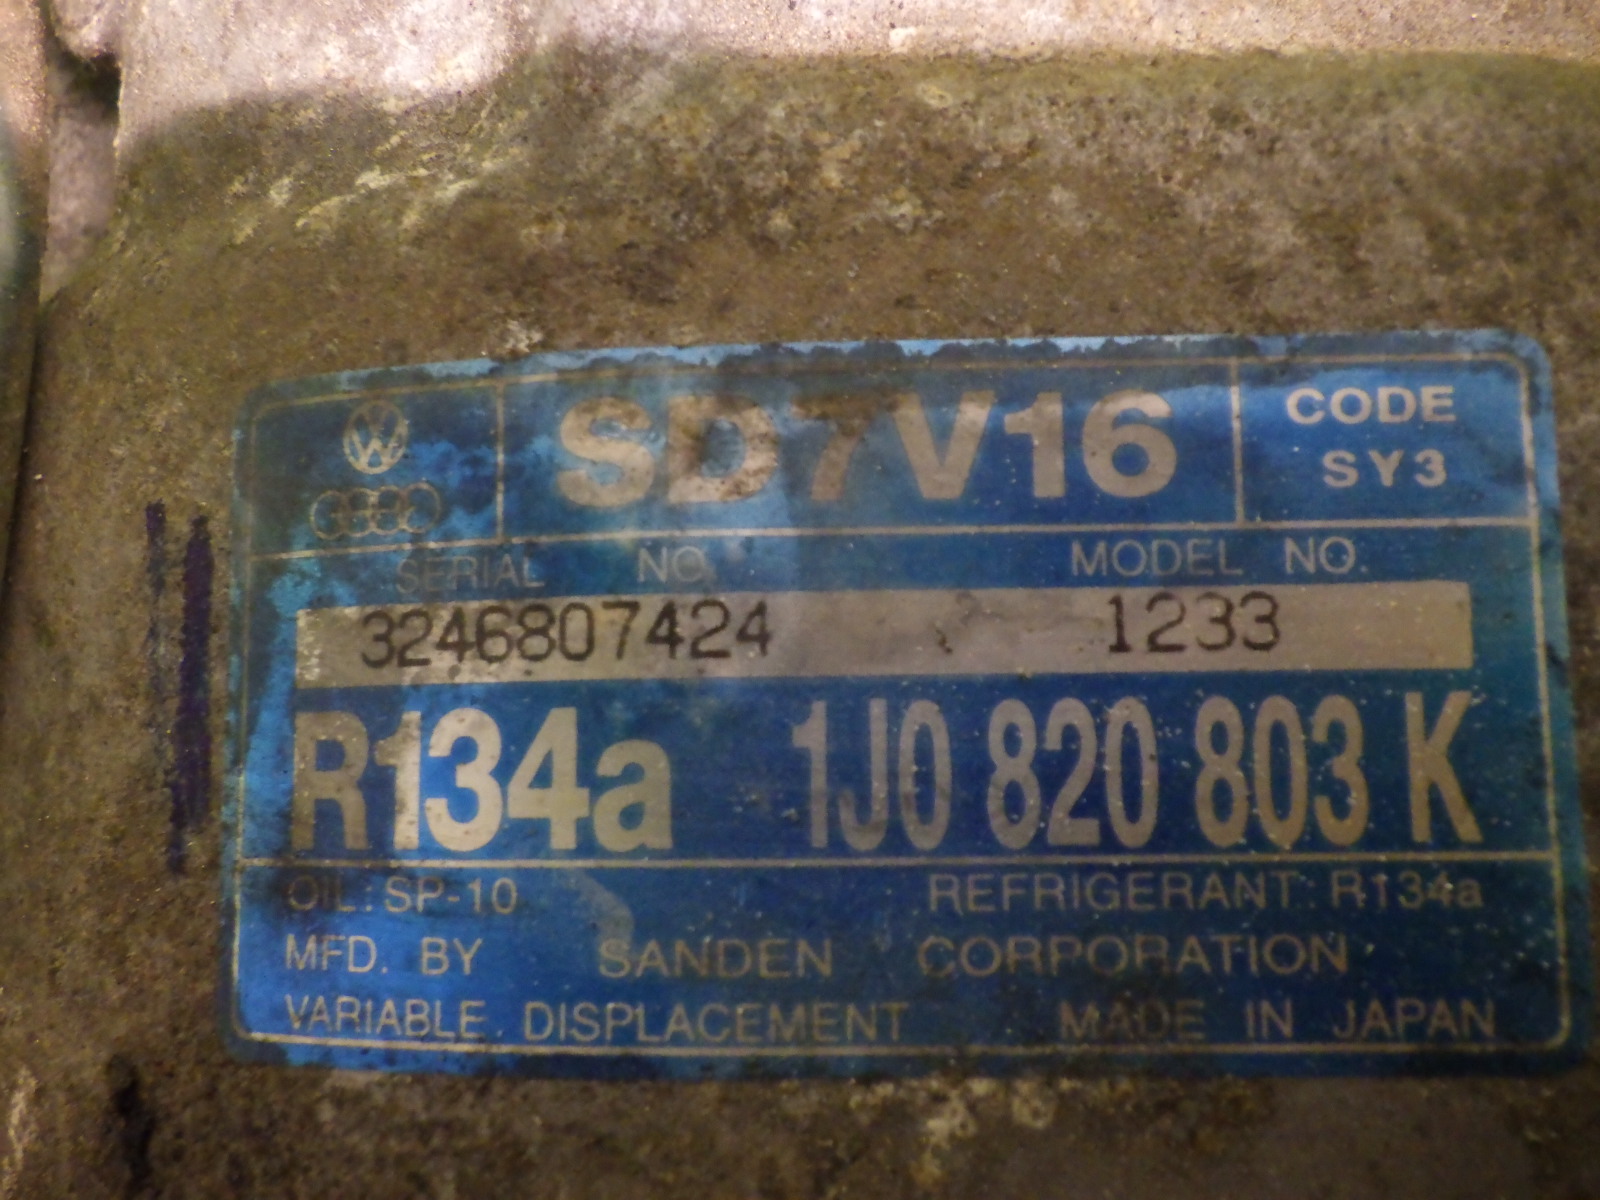 SD7V16 CODE
SY3
SERIAL NO. MODEL NO.
3246807424 1233
R134a 1J0 820 803 K
OIL: SP-10 REFRIGERANT: R134a
MFD. BY SANDEN CORPORATION
VARIABLE DISPLACEMENT MADE IN JAPAN